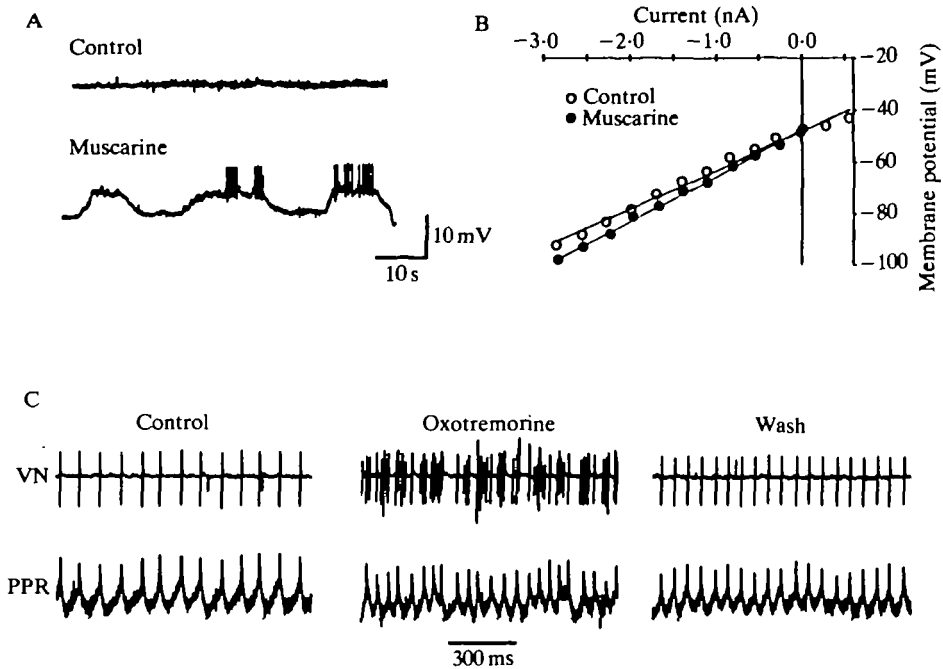 A
Control
Muscarine
10 mV
10 s
B
Current (nA)
−3·0 −2·0 −1·0 0·0
−20
−40
−60
−80
−100
Membrane potential (mV)
Control
Muscarine
C
Control Oxotremorine Wash
VN
PPR
300 ms